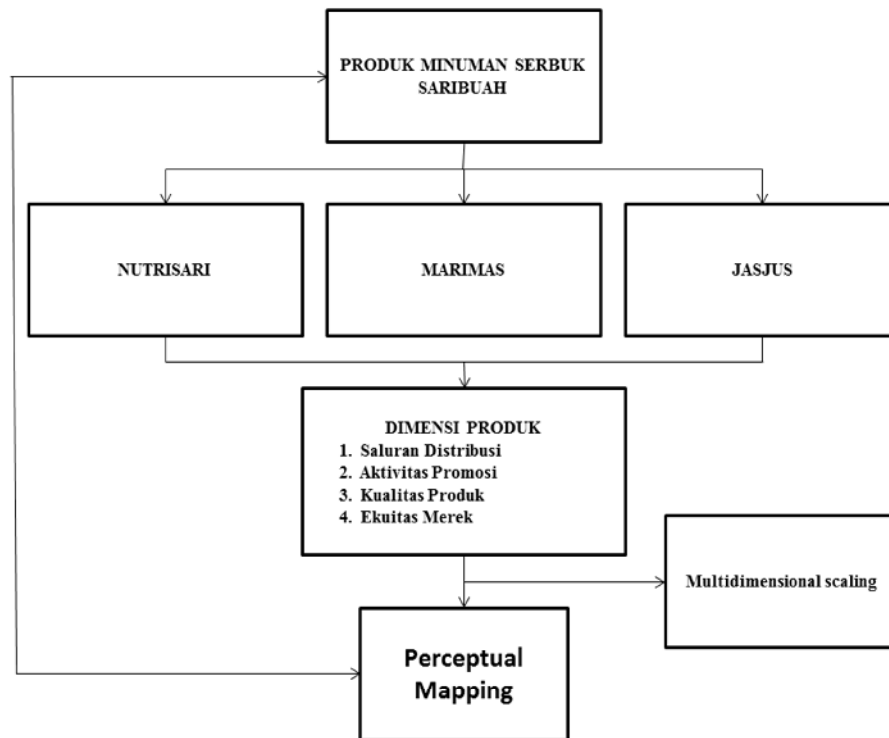 PRODUK MINUMAN SERBUK
SARIBUAH
NUTRISARI
MARIMAS
JASJUS
DIMENSI PRODUK
1. Saluran Distribusi
2. Aktivitas Promosi
3. Kualitas Produk
4. Ekuitas Merek
Multidimensional scaling
Perceptual
Mapping